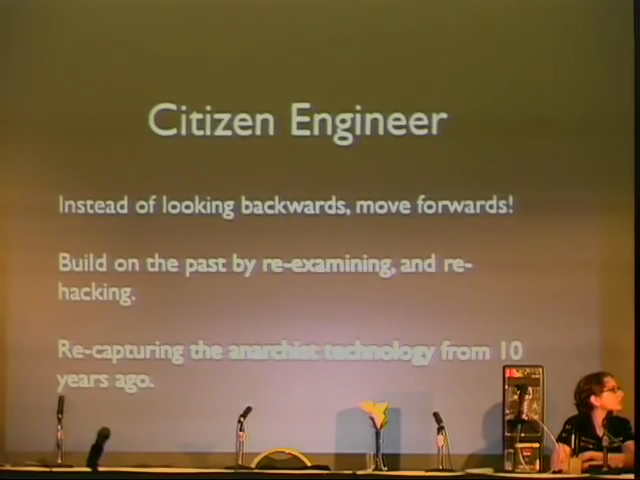 Citizen Engineer
Instead of looking backwards, move forwards!
Build on the past by re-examining, and re-
hacking.
Re-capturing the anarchist technology from 10
years ago.